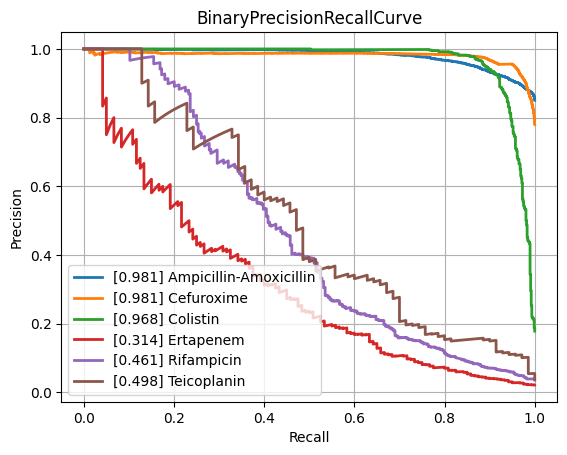 BinaryPrecisionRecallCurve
Precision
1.0
0.8
0.6
0.4
0.2
0.0
[0.981] Ampicillin-Amoxicillin
[0.981] Cefuroxime
[0.968] Colistin
[0.314] Ertapenem
[0.461] Rifampicin
[0.498] Teicoplanin
0.0 0.2 0.4 0.6 0.8 1.0
Recall